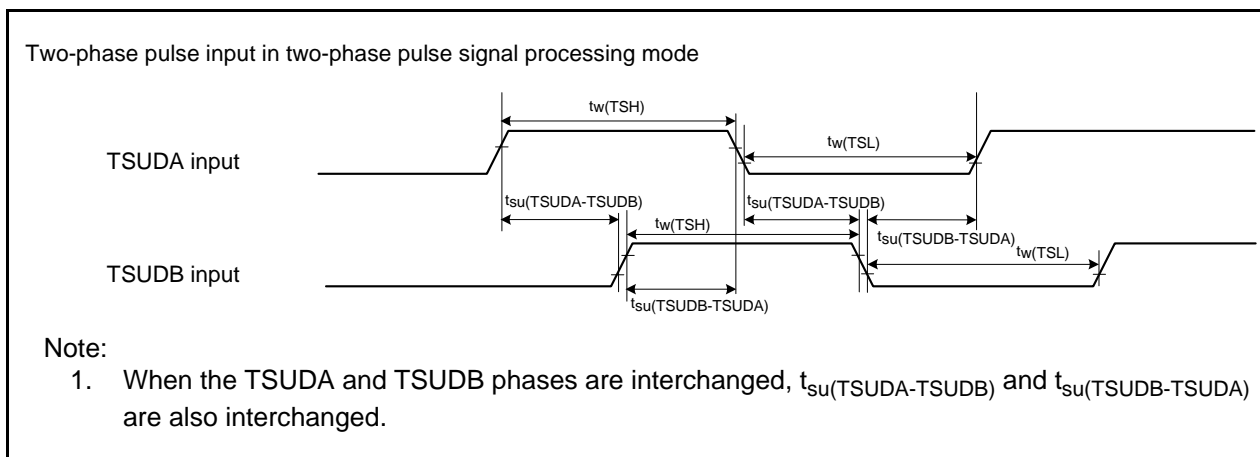 Two-phase pulse input in two-phase pulse signal processing mode
tw(TSH)
TSUDA input
tw(TSL)
tsu(TSUDA-TSUDB)
tsu(TSUDA-TSUDB)
tw(TSH)
tsu(TSUDB-TSUDA)
TSUDB input
tw(TSL)
tsu(TSUDB-TSUDA)
Note:
1. When the TSUDA and TSUDB phases are interchanged, tsu(TSUDA-TSUDB) and tsu(TSUDB-TSUDA)
are also interchanged.